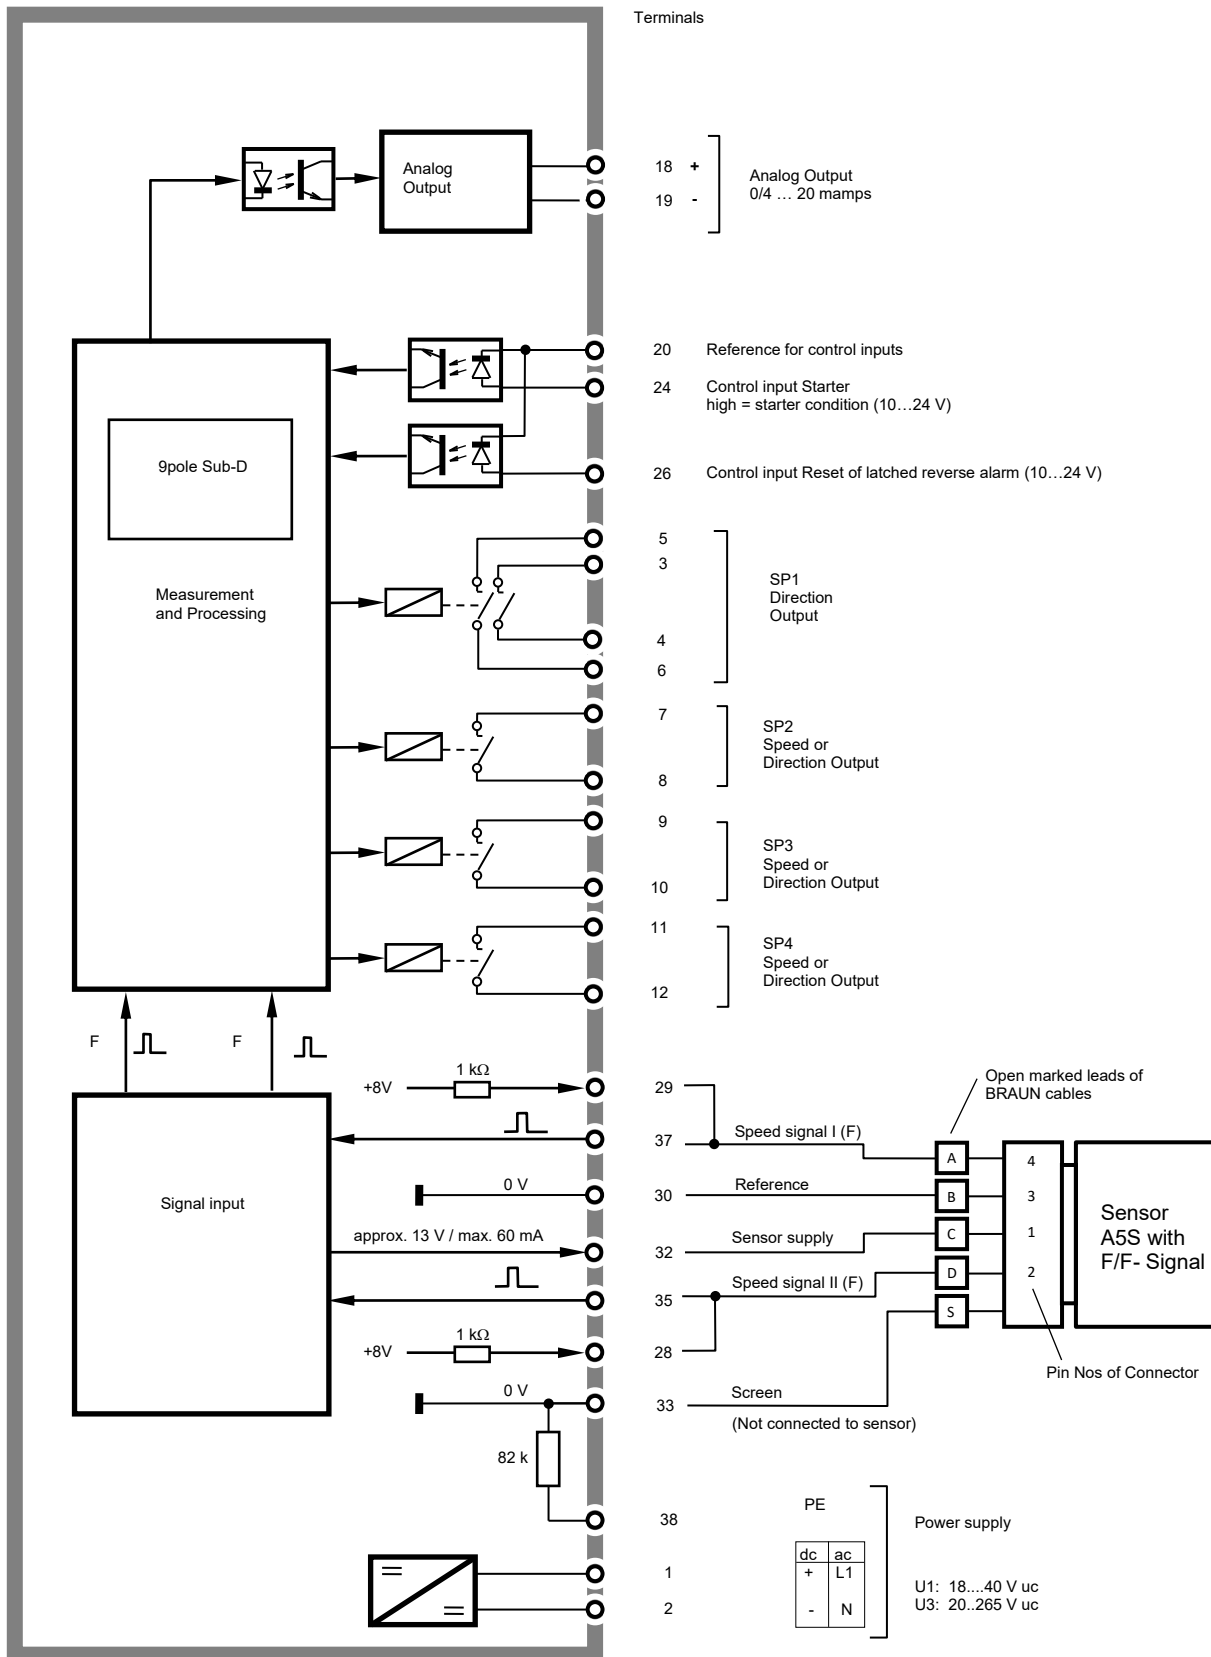 Terminals
Analog
Output
18 +
19 -
Analog Output
0/4 … 20 mamps
20 Reference for control inputs
24 Control input Starter
high = starter condition (10…24 V)
9pole Sub-D
26 Control input Reset of latched reverse alarm (10…24 V)
Measurement
and Processing
5
3
4
6
SP1
Direction
Output
7
8
SP2
Speed or
Direction Output
9
10
SP3
Speed or
Direction Output
11
12
SP4
Speed or
Direction Output
F
F
Signal input
+8V
1 kΩ
29
37
Speed signal I (F)
0 V
30
Reference
approx. 13 V / max. 60 mA
32
Sensor supply
35
Speed signal II (F)
+8V
1 kΩ
28
0 V
33
Screen
(Not connected to sensor)
Open marked leads of
BRAUN cables
A
B
C
D
S
4
3
1
2
Sensor
A5S with
F/F- Signal
Pin Nos of Connector
82 k
38
PE
1
2
dc ac
+ L1
- N
Power supply
U1: 18....40 V uc
U3: 20..265 V uc